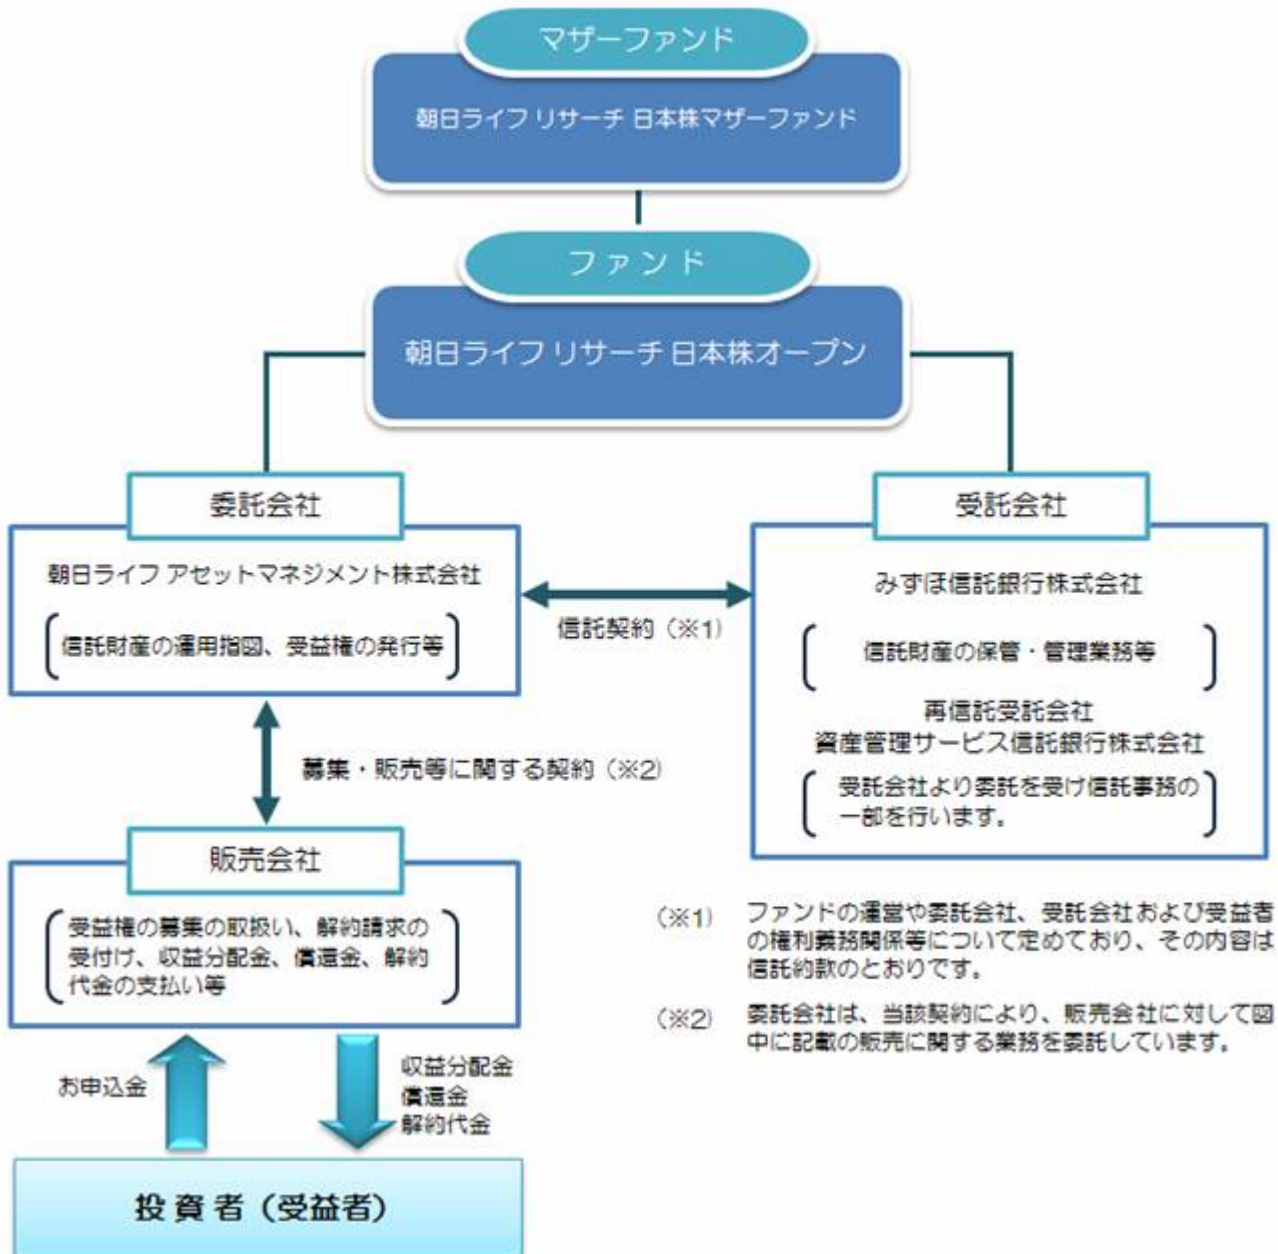 マザーファンド
朝日ライフ リサーチ 日本株マザーファンド
ファンド
朝日ライフ リサーチ 日本株オープン
委託会社
朝日ライフ アセットマネジメント株式会社
信託財産の運用指図、受益権の発行等
信託契約（※1）
受託会社
みずほ信託銀行株式会社
信託財産の保管・管理業務等
再信託受託会社
資産管理サービス信託銀行株式会社
受託会社より委託を受け信託事務の
一部を行います。
募集・販売等に関する契約（※2）
販売会社
受益権の募集の取扱い、解約請求の
受付け、収益分配金、償還金、解約
代金の支払い等
（※1） ファンドの運営や委託会社、受託会社および受益者
の権利義務関係等について定めており、その内容は
信託約款のとおりです。
（※2） 委託会社は、当該契約により、販売会社に対して図
中に記載の販売に関する業務を委託しています。
お申込金
収益分配金
償還金
解約代金
投資者（受益者）